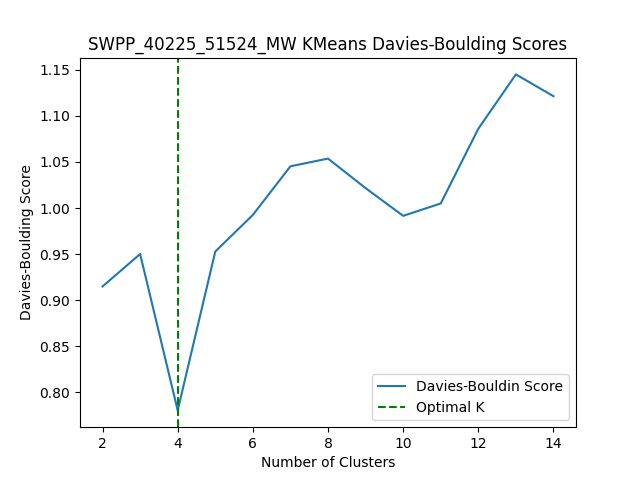 SWPP_40225_51524_MW KMeans Davies-Boulding Scores
1.15
1.10
1.05
1.00
0.95
0.90
0.85
0.80
Davies-Boulding Score
Davies-Bouldin Score
Optimal K
2 4 6 8 10 12 14
Number of Clusters